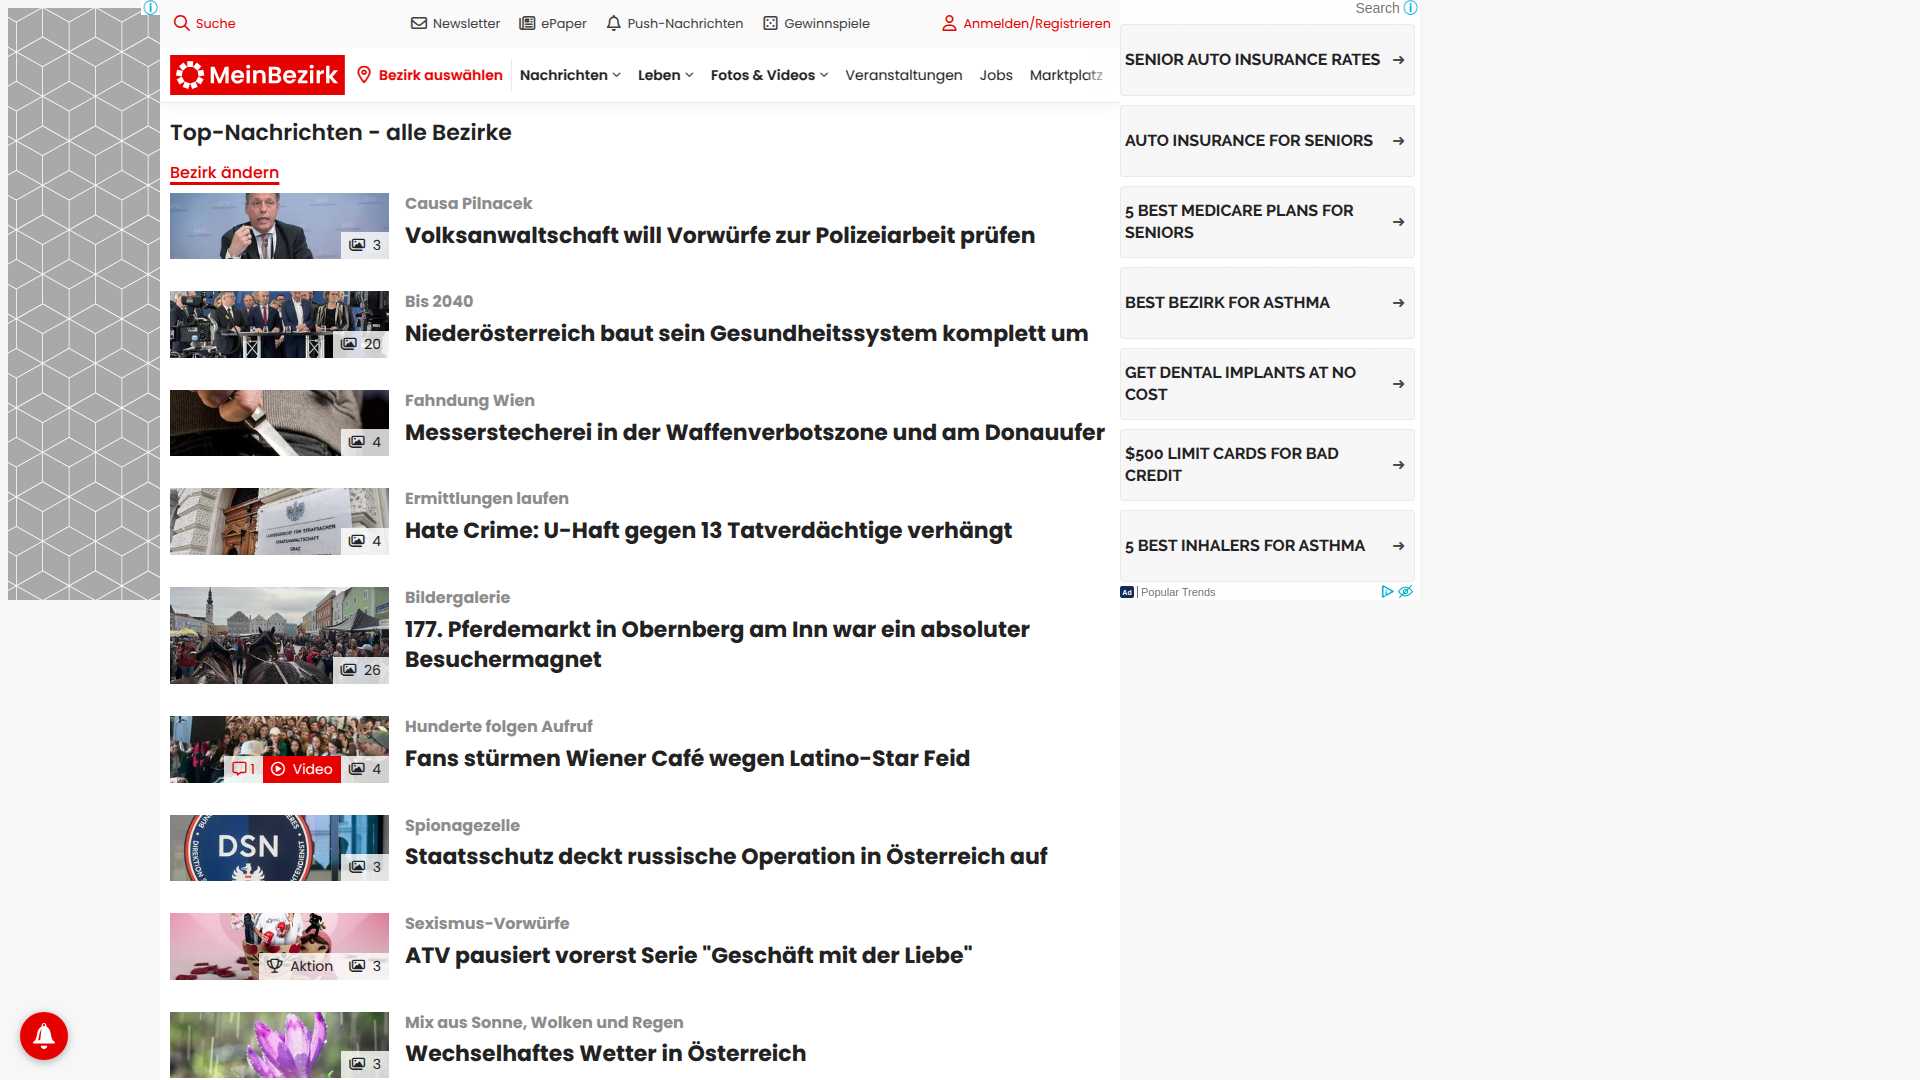 Search
Suche
Newsletter
ePaper
Push-Nachrichten
Gewinnspiele
Anmelden/Registrieren
MeinBezirk
Bezirk auswählen
Nachrichten
Leben
Fotos & Videos
Veranstaltungen
Jobs
Marktplatz
Top-Nachrichten - alle Bezirke
Bezirk ändern
3
Causa Pilnacek
Volksanwaltschaft will Vorwürfe zur Polizeiarbeit prüfen
20
Bis 2040
Niederösterreich baut sein Gesundheitssystem komplett um
4
Fahndung Wien
Messerstecherei in der Waffenverbotszone und am Donauufer
4
Ermittlungen laufen
Hate Crime: U-Haft gegen 13 Tatverdächtige verhängt
26
Bildergalerie
177. Pferdemarkt in Obernberg am Inn war ein absoluter
Besuchermagnet
1
Video
4
Hunderte folgen Aufruf
Fans stürmen Wiener Café wegen Latino-Star Feid
DSN
3
Spionagezelle
Staatsschutz deckt russische Operation in Österreich auf
Aktion
3
Sexismus-Vorwürfe
ATV pausiert vorerst Serie "Geschäft mit der Liebe"
3
Mix aus Sonne, Wolken und Regen
Wechselhaftes Wetter in Österreich
SENIOR AUTO INSURANCE RATES
AUTO INSURANCE FOR SENIORS
5 BEST MEDICARE PLANS FOR
SENIORS
BEST BEZIRK FOR ASTHMA
GET DENTAL IMPLANTS AT NO
COST
$500 LIMIT CARDS FOR BAD
CREDIT
5 BEST INHALERS FOR ASTHMA
Ad | Popular Trends